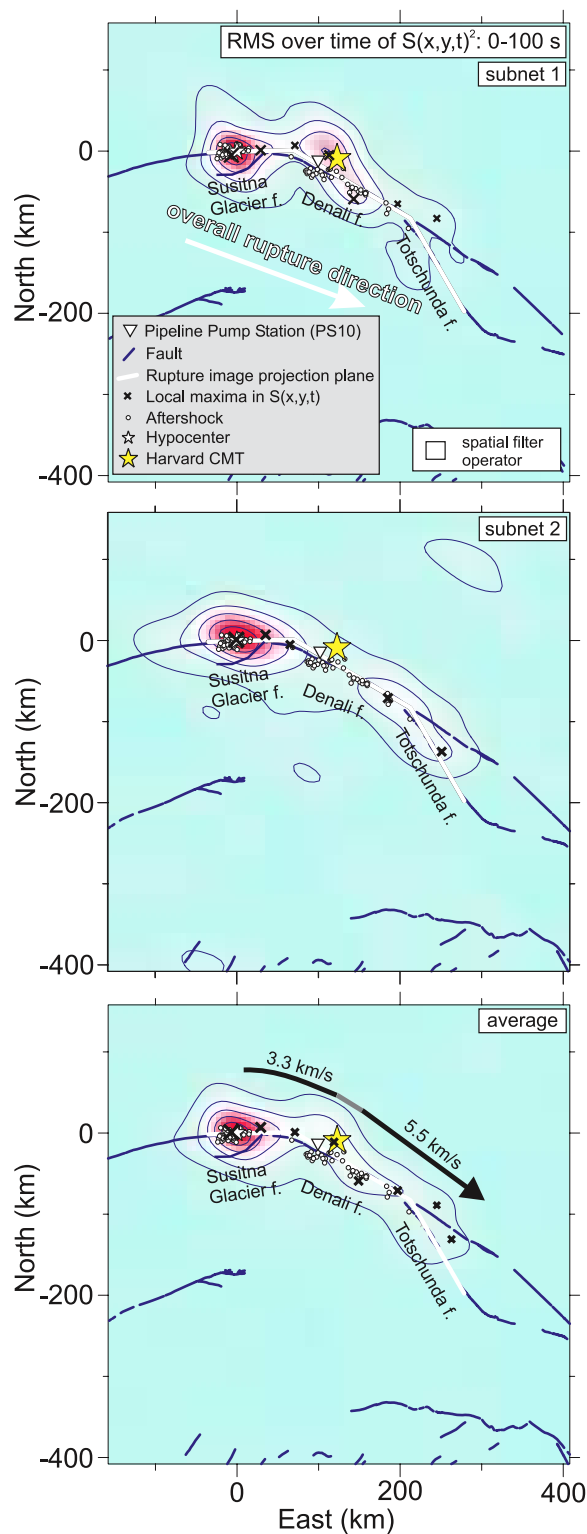 RMS over time of S(x,y,t)²: 0-100 s
subnet 1
0
Susitna
Glacier f.
Denali f.
Totschunda f.
overall rupture direction
North (km)
-200
Pipeline Pump Station (PS10)
Fault
Rupture image projection plane
Local maxima in S(x,y,t)
Aftershock
Hypocenter
Harvard CMT
spatial filter
operator
-400
subnet 2
0
Susitna
Glacier f.
Denali f.
Totschunda f.
North (km)
-200
-400
average
3.3 km/s
5.5 km/s
0
Susitna
Glacier f.
Denali f.
Totschunda f.
North (km)
-200
-400
0
200
400
East (km)